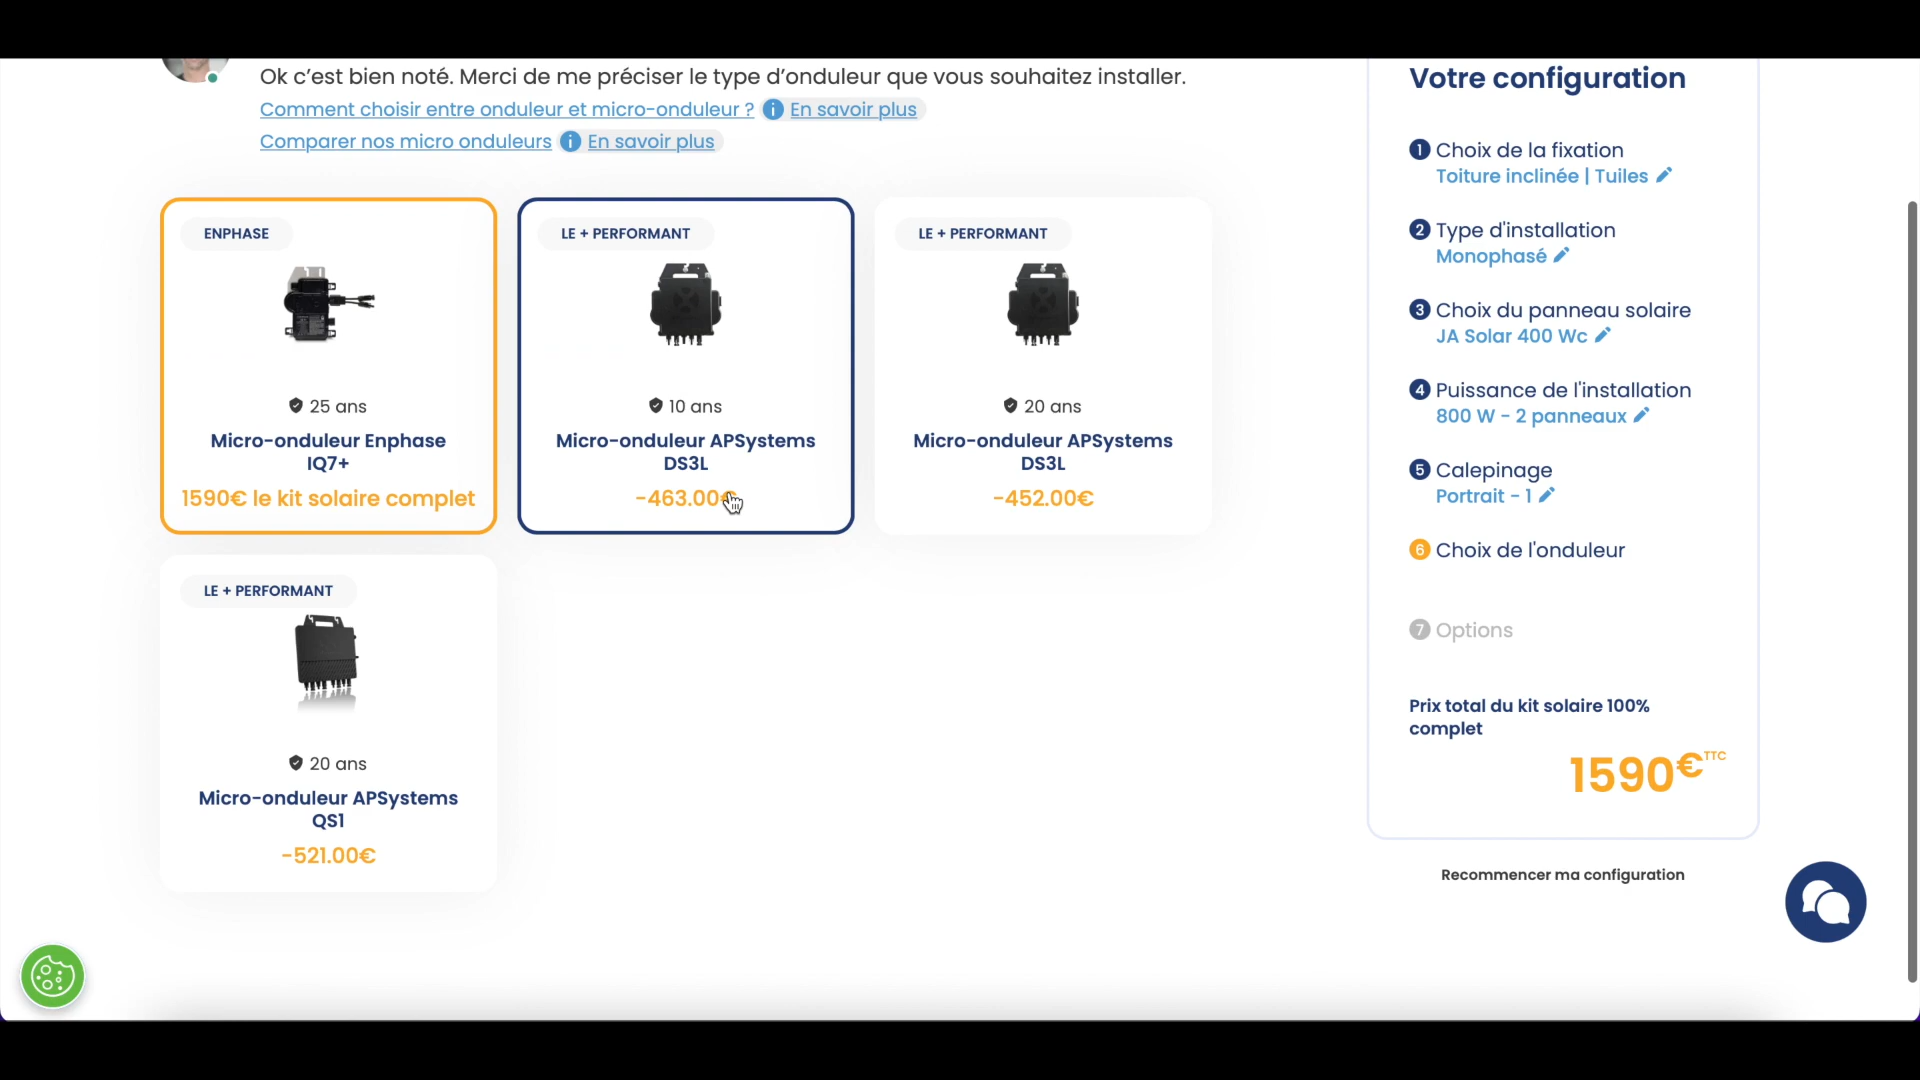 Ok c’est bien noté. Merci de me préciser le type d’onduleur que vous souhaitez installer.
Comment choisir entre onduleur et micro-onduleur ? i En savoir plus
Comparer nos micro onduleurs i En savoir plus
ENPHASE
25 ans
Micro-onduleur Enphase
IQ7+
1590€ le kit solaire complet
LE + PERFORMANT
10 ans
Micro-onduleur APSystems
DS3L
-463.00€
LE + PERFORMANT
20 ans
Micro-onduleur APSystems
DS3L
-452.00€
LE + PERFORMANT
20 ans
Micro-onduleur APSystems
QS1
-521.00€
Votre configuration
1 Choix de la fixation
Toiture inclinée | Tuiles
2 Type d'installation
Monophasé
3 Choix du panneau solaire
JA Solar 400 Wc
4 Puissance de l'installation
800 W - 2 panneaux
5 Calepinage
Portrait - 1
6 Choix de l'onduleur
7 Options
Prix total du kit solaire 100%
complet
1590€TTC
Recommencer ma configuration